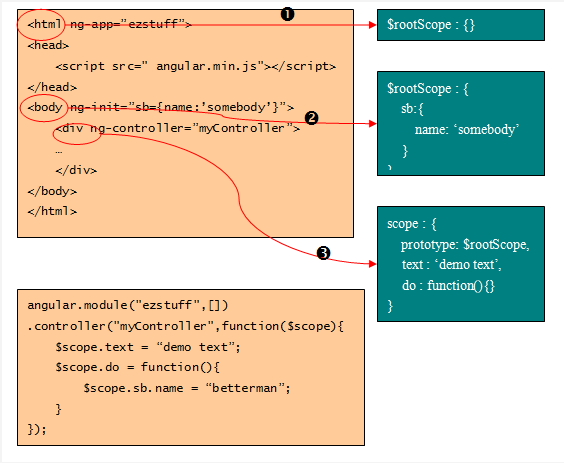 <html ng-app="ezstuff">
<head>
<script src=" angular.min.js"></script>
</head>
<body ng-init="sb={name:’somebody’}">
<div ng-controller="myController">
…
</div>
</body>
</html>
❶
❷
❸
$rootScope : {}
$rootScope : {
sb:{
name: ‘somebody’
}
}
scope : {
prototype: $rootScope,
text : ‘demo text’,
do : function(){}
}
angular.module("ezstuff",[])
.controller("myController",function($scope){
$scope.text = “demo text”;
$scope.do = function(){
$scope.sb.name = “betterman”;
}
});